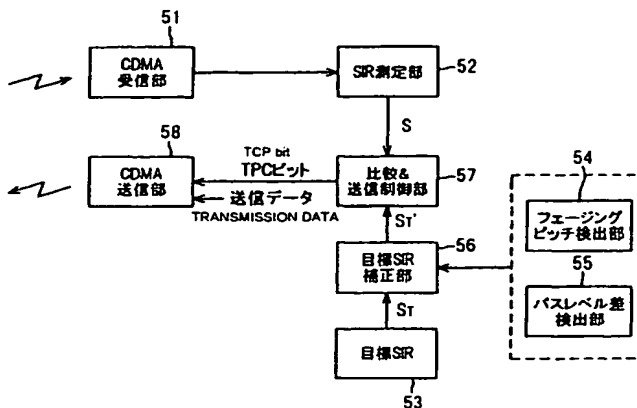 51
CDMA
受信部
SIR測定部
52
S
58
CDMA
送信部
TCP bit
TPCビット
送信データ
TRANSMISSION DATA
比較&
送信制御部
57
ST'
目標SIR
補正部
56
ST
目標SIR
53
54
フェージング
ピッチ検出部
55
パスレベル差
検出部